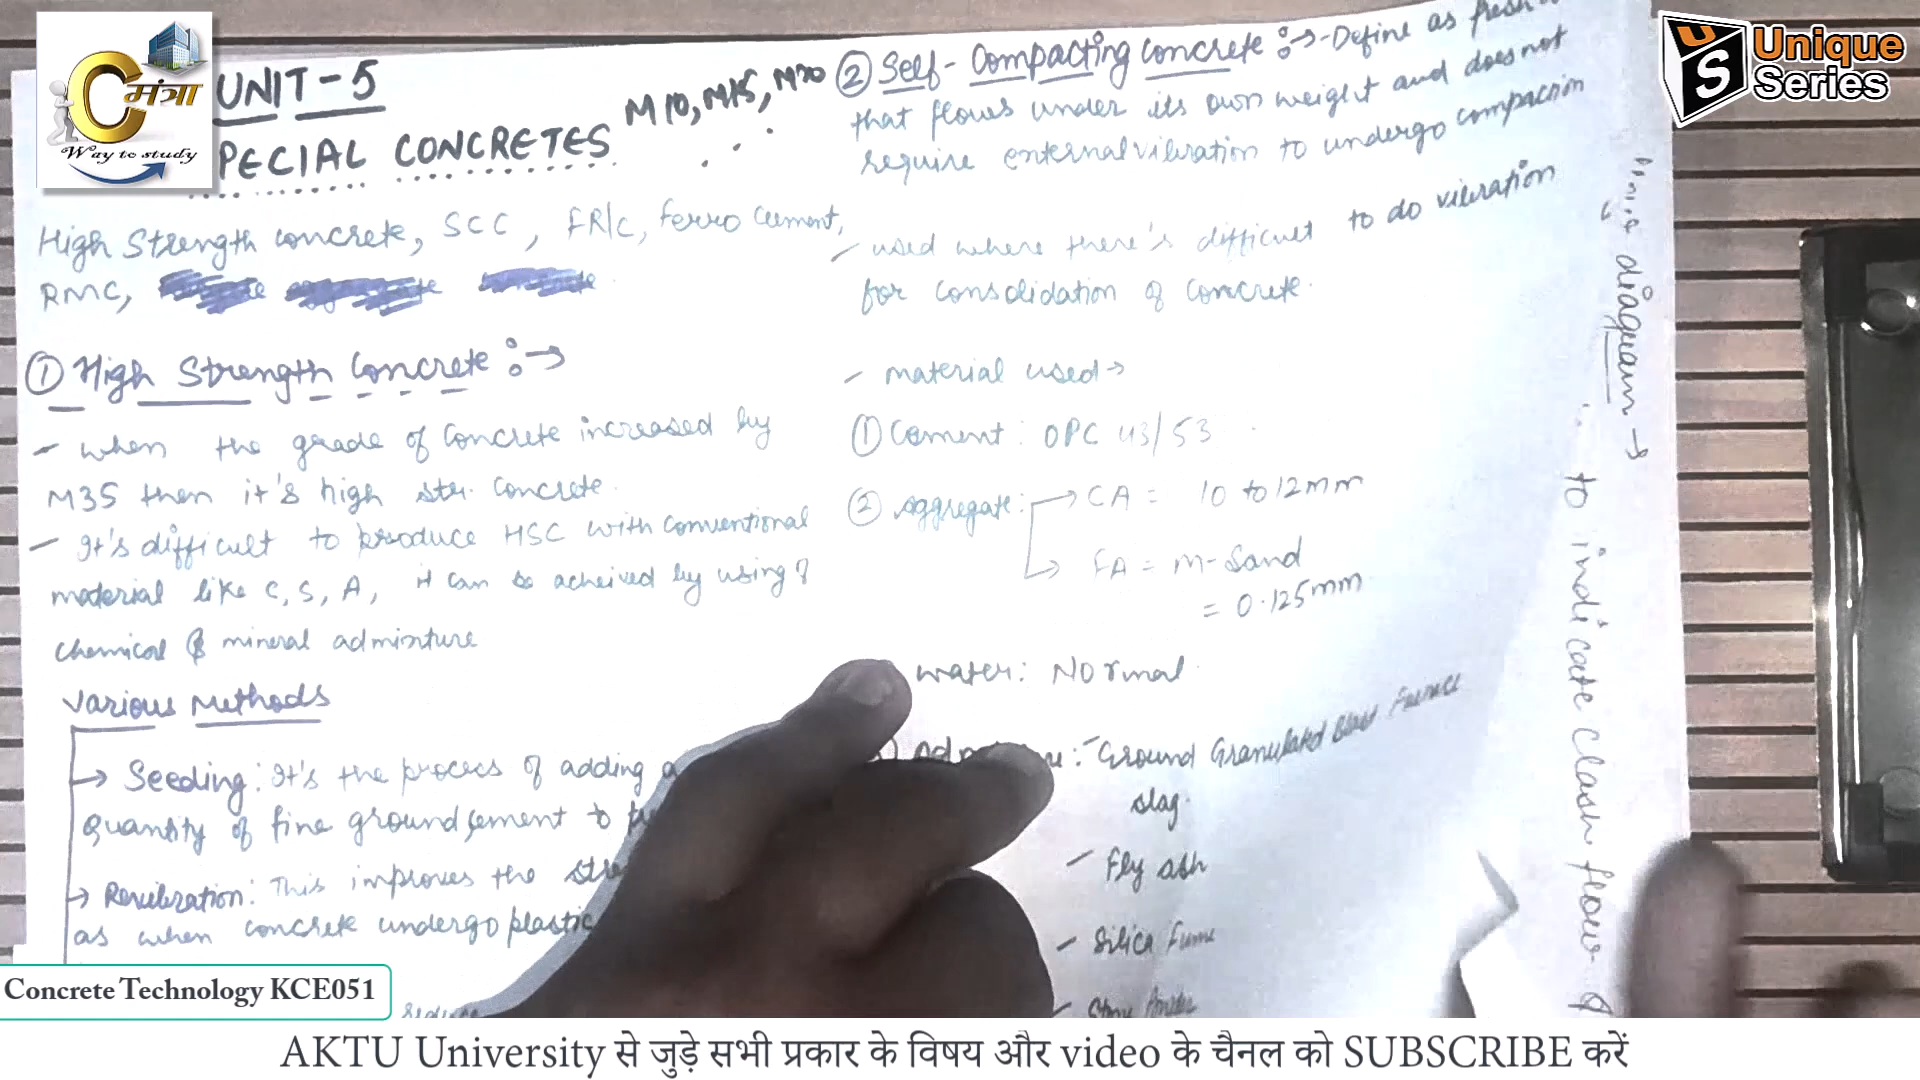 C मंत्रा
Way to study
US
Unique
Series
UNIT-5
PECIAL CONCRETES
M10, M15, M20
High Strength concrete, SCC, FR/C, Ferro Cement,
RMC,
① High Strength Concrete :→
- when the grade of Concrete increased by
M35 then it's high str. concrete.
- It's difficult to produce HSC with conventional
material like C, S, A, it can be acheived by using
chemical & mineral admixture
Various Methods
→ Seeding: It's the process of adding a
quantity of fine ground cement to
→ Revibration: This improves the stre
as when concrete undergo plastic
② Self-Compacting concrete :→ -Define as fresh
that flows under its own weight and does not
require external vibration to undergo compaction
- used where there's difficult to do vibration
for consolidation of concrete.
- material used→
① Cement: OPC 43/53
② Aggregate: → CA = 10 to 12mm
→ FA = M-Sand
= 0.125mm
water: Normal
Ground Granulated Blast Furnace
slag
- Fly ash
- Silica Fume
- Stone Powder
diagram →
to indicate Clash flow
Concrete Technology KCE051
AKTU University से जुड़े सभी प्रकार के विषय और video के चैनल को SUBSCRIBE करें